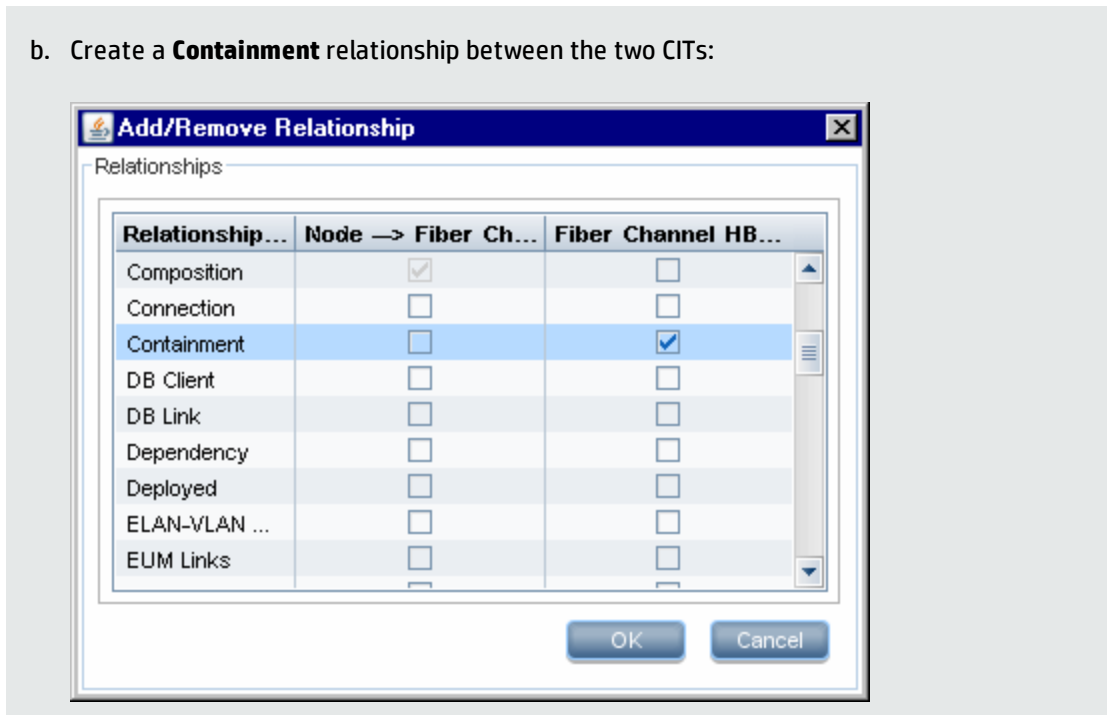 b. Create a Containment relationship between the two CITs:
Add/Remove Relationship
Relationships
Relationship... Node —> Fiber Ch... Fiber Channel HB...
Composition
Connection
Containment
DB Client
DB Link
Dependency
Deployed
ELAN-VLAN ...
EUM Links
OK Cancel